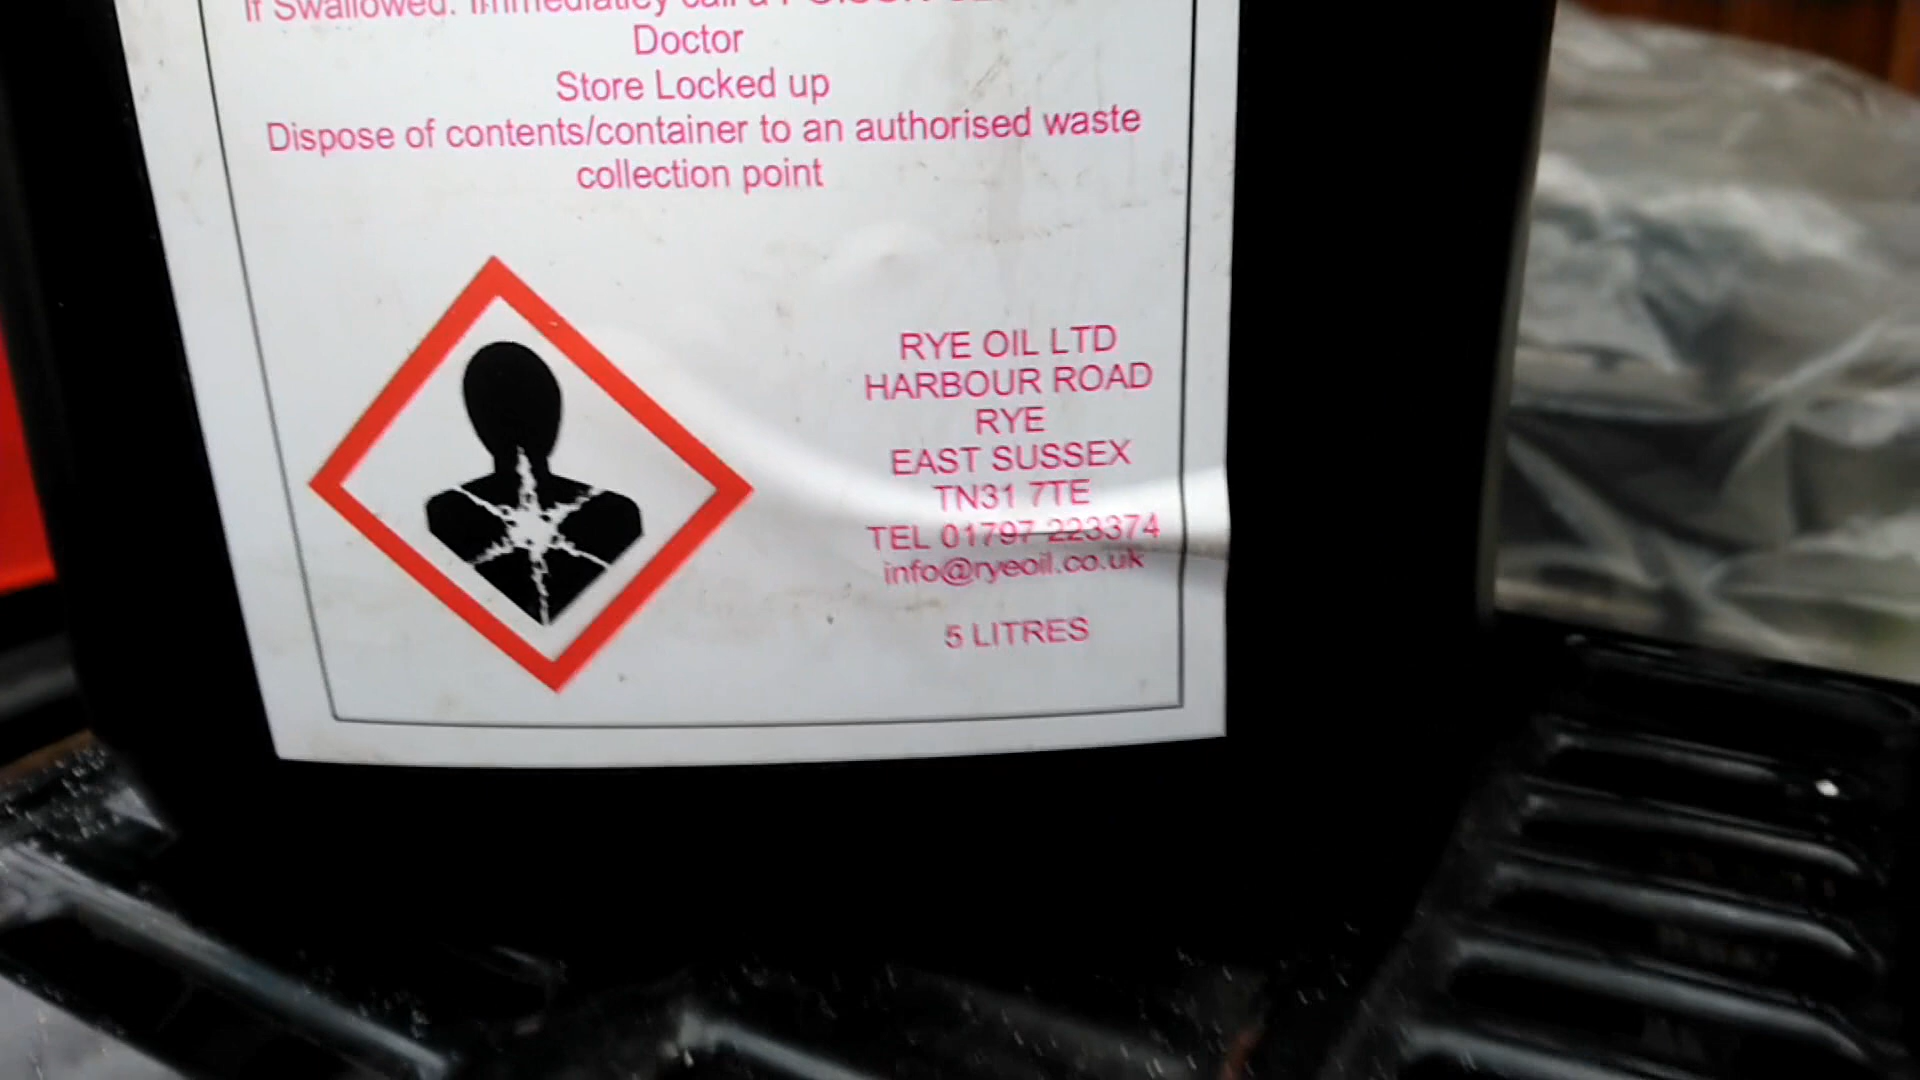 If Swallowed: Immediatley call a POISON
Doctor
Store Locked up
Dispose of contents/container to an authorised waste
collection point
RYE OIL LTD
HARBOUR ROAD
RYE
EAST SUSSEX
TN31 7TE
TEL 01797 223374
info@ryeoil.co.uk
5 LITRES